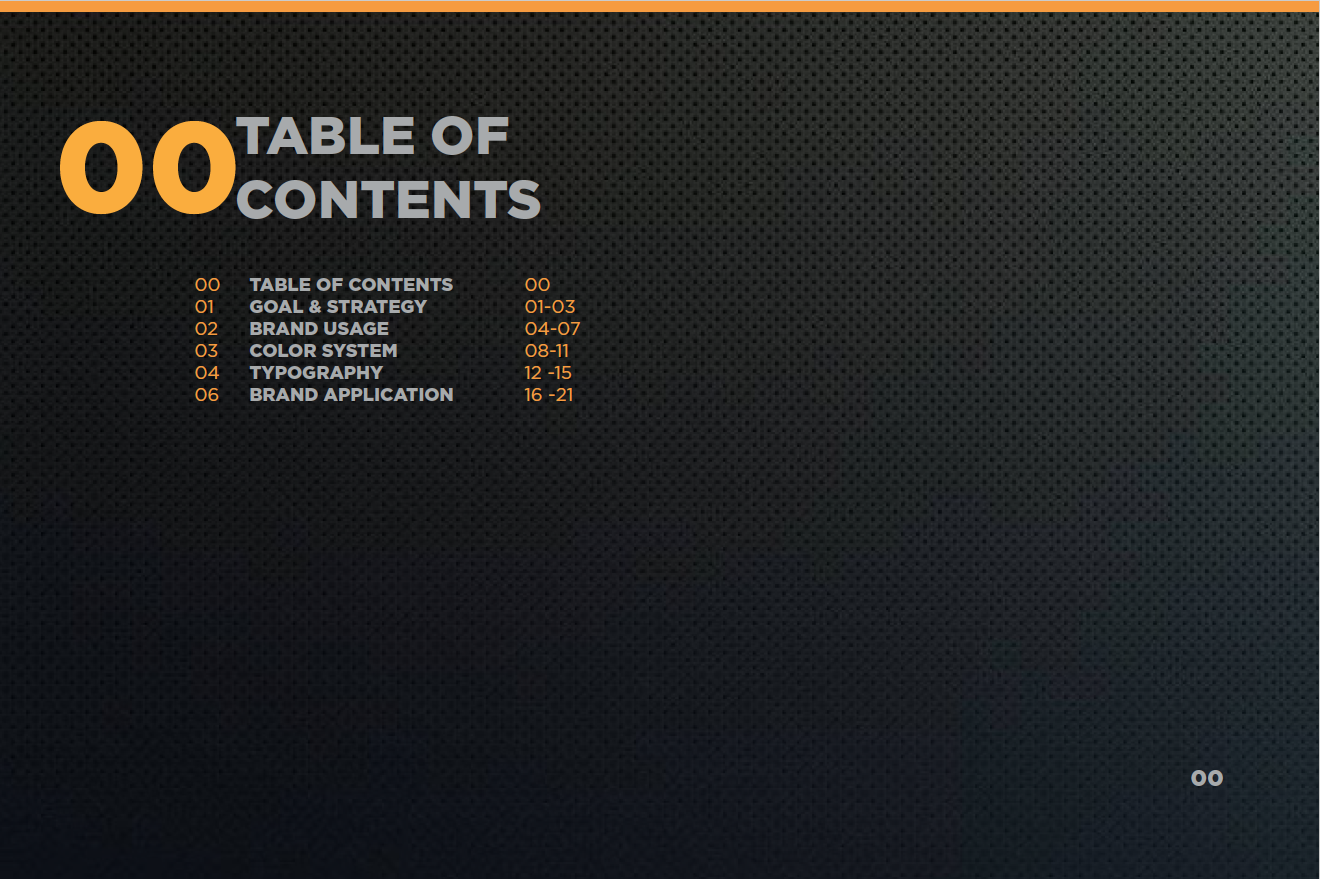 00 TABLE OF
CONTENTS
00 TABLE OF CONTENTS 00
01 GOAL & STRATEGY 01-03
02 BRAND USAGE 04-07
03 COLOR SYSTEM 08-11
04 TYPOGRAPHY 12 -15
06 BRAND APPLICATION 16 -21
00